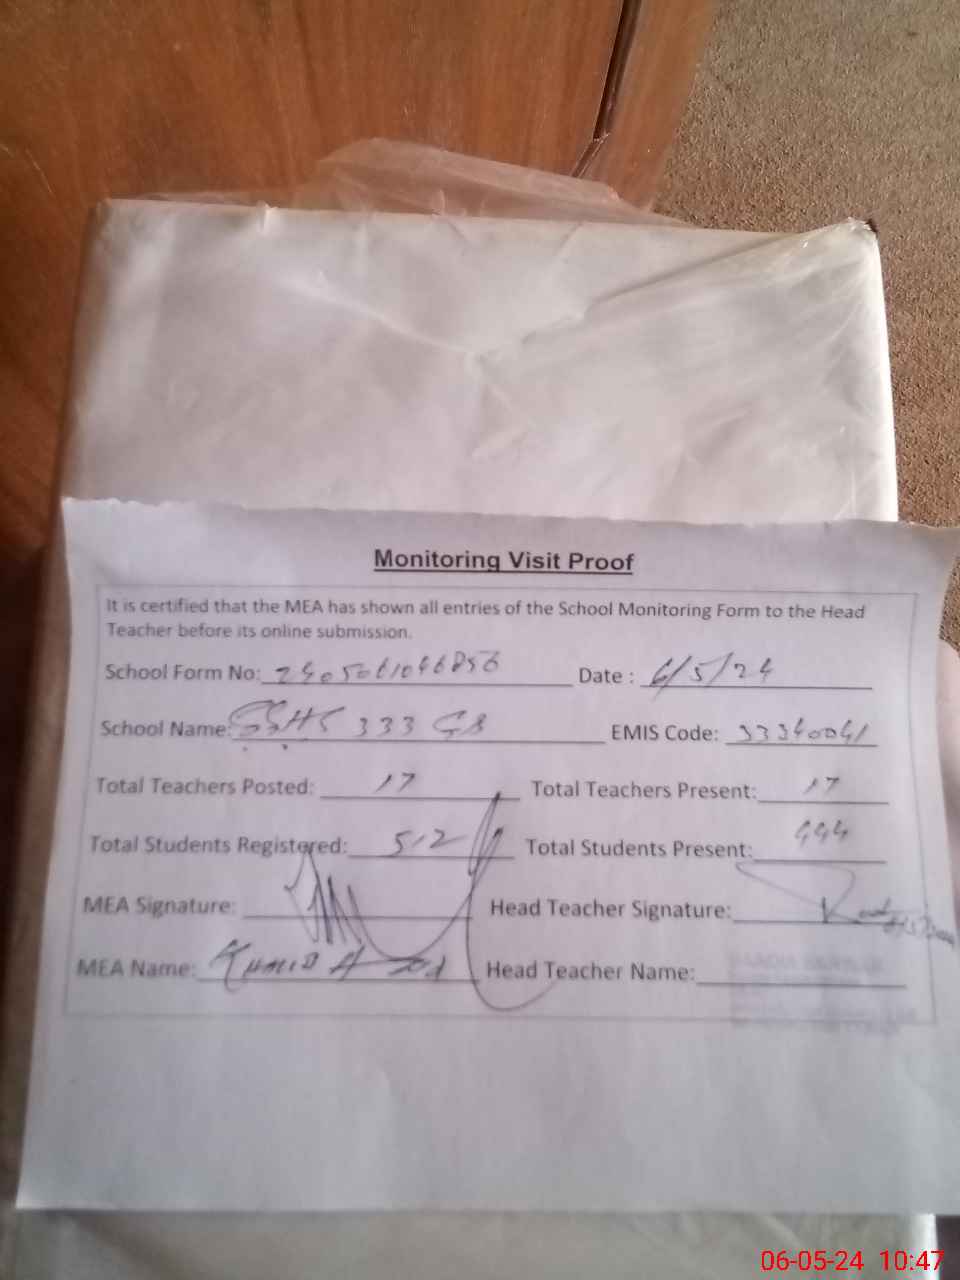 Monitoring Visit Proof
It is certified that the MEA has shown all entries of the School Monitoring Form to the Head
Teacher before its online submission.
School Form No: 2405061046856 Date : 6/5/24
School Name: GGHS 333 GB EMIS Code: 33340041
Total Teachers Posted: 17 Total Teachers Present: 17
Total Students Registered: 512 Total Students Present: 444
MEA Signature: Head Teacher Signature:
MEA Name: Head Teacher Name:
06-05-24 10:47